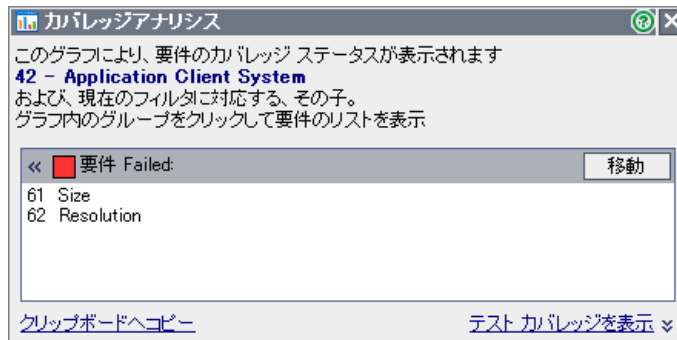 カバレッジアナリシス
このグラフにより、要件のカバレッジ ステータスが表示されます
42 - Application Client System
および、現在のフィルタに対応する、その子。
グラフ内のグループをクリックして要件のリストを表示
« 要件 Failed: 移動
61 Size
62 Resolution
クリップボードへコピー テスト カバレッジを表示